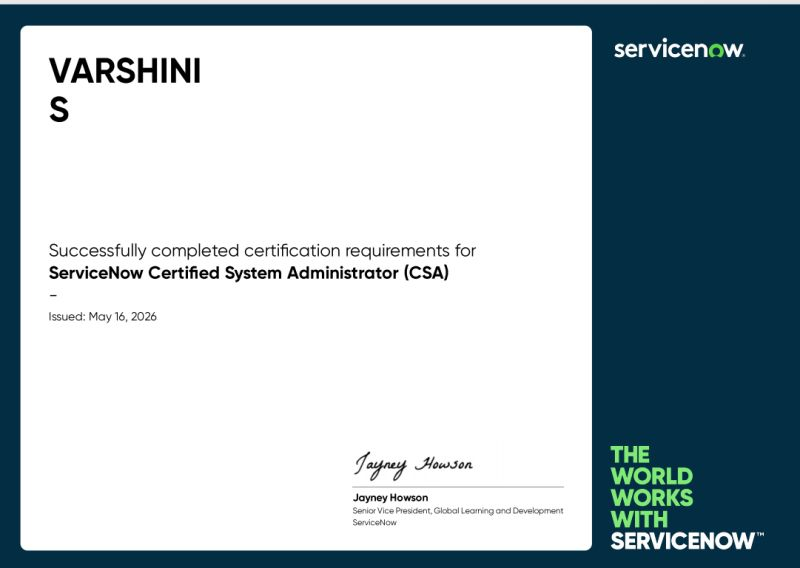 VARSHINI
S
servicenow
Successfully completed certification requirements for
ServiceNow Certified System Administrator (CSA)
–
Issued: May 16, 2026
Jayney Howson
Jayney Howson
Senior Vice President, Global Learning and Development
ServiceNow
THE
WORLD
WORKS
WITH
SERVICENOW™